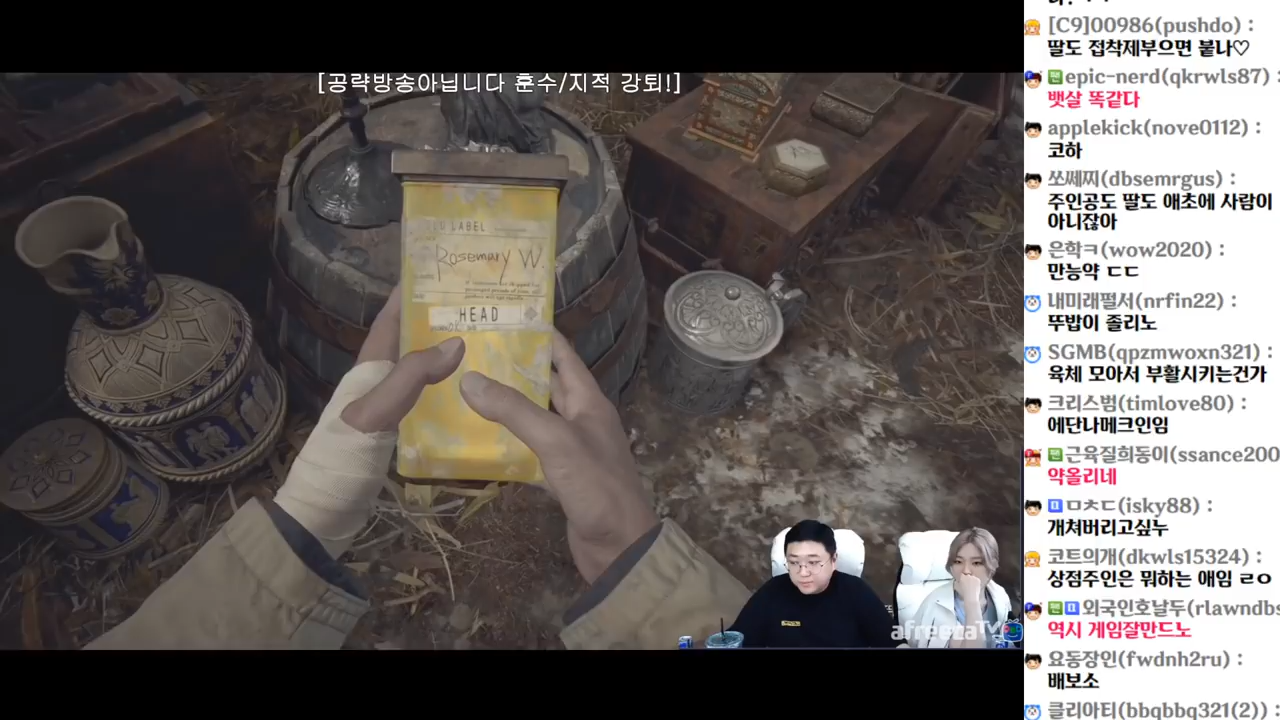 [공략방송아닙니다 훈수/지적 강퇴!]
LABEL
Rosemary W.
HEAD
afreecaTV
[C9]00986(pushdo) :
딸도 접착제부으면 붙나♡
팬 epic-nerd(qkrwls87) :
뱃살 똑같다
applekick(nove0112) :
코하
쏘쎄찌(dbsemrgus) :
주인공도 딸도 애초에 사람이
아니잖아
은학ㅋ(wow2020) :
만능약 ㄷㄷ
내미래펄서(nrfin22) :
뚜밥이 졸리노
SGMB(qpzmwoxn321) :
육체 모아서 부활시키는건가
크리스범(timlove80) :
에단나메크인임
팬 근육질희동이(ssance200
약올리네
ㅁㅊㄷ(isky88) :
개쳐버리고싶누
코트의개(dkwls15324) :
상점주인은 뭐하는 애임 ㄹㅇ
팬 외국인호날두(rlawndbs
역시 게임잘만드노
요동장인(fwdnh2ru) :
배보소
클리아티(bbqbbq321(2)) :